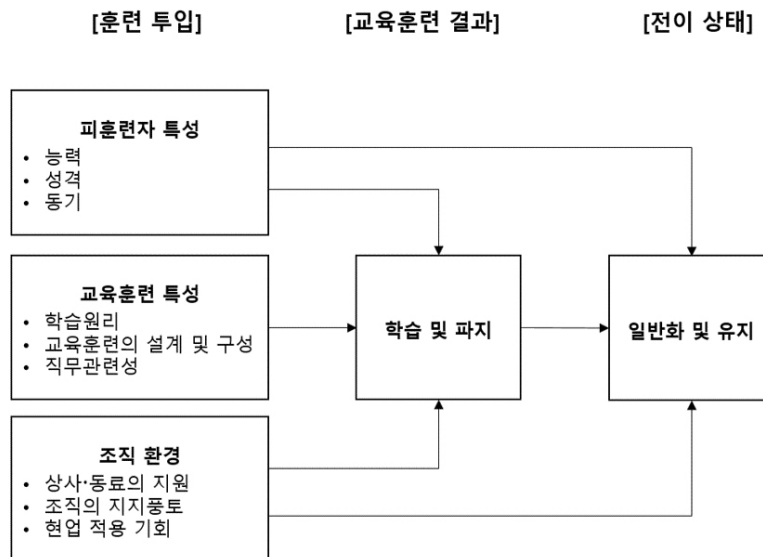 [훈련 투입] [교육훈련 결과] [전이 상태]
피훈련자 특성
• 능력
• 성격
• 동기
교육훈련 특성
• 학습원리
• 교육훈련의 설계 및 구성
• 직무관련성
학습 및 파지
일반화 및 유지
조직 환경
• 상사·동료의 지원
• 조직의 지지풍토
• 현업 적용 기회